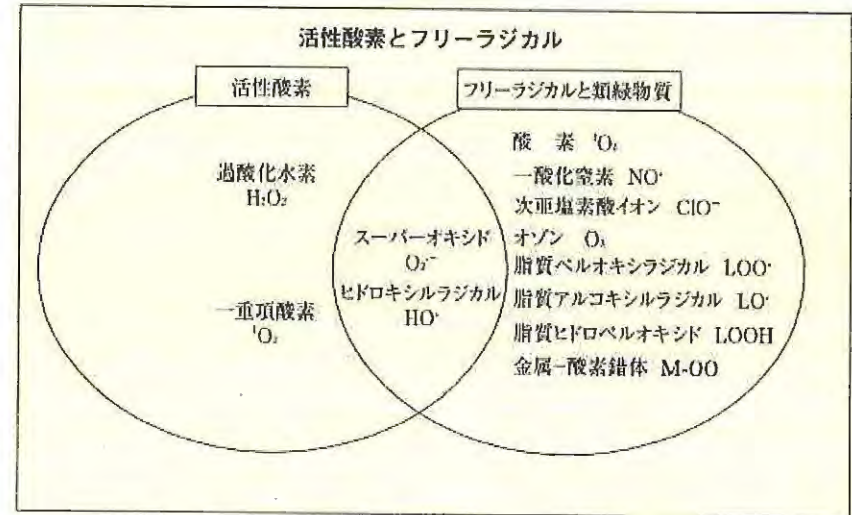 活性酸素とフリーラジカル
活性酸素
過酸化水素
H₂O₂
一重項酸素
¹O₂
スーパーオキシド
O₂·⁻
ヒドロキシルラジカル
HO·
フリーラジカルと類縁物質
酸 素 ¹O₂
一酸化窒素 NO·
次亜塩素酸イオン ClO⁻
オゾン O₃
脂質ペルオキシラジカル LOO·
脂質アルコキシルラジカル LO·
脂質ヒドロペルオキシド LOOH
金属-酸素錯体 M-OO